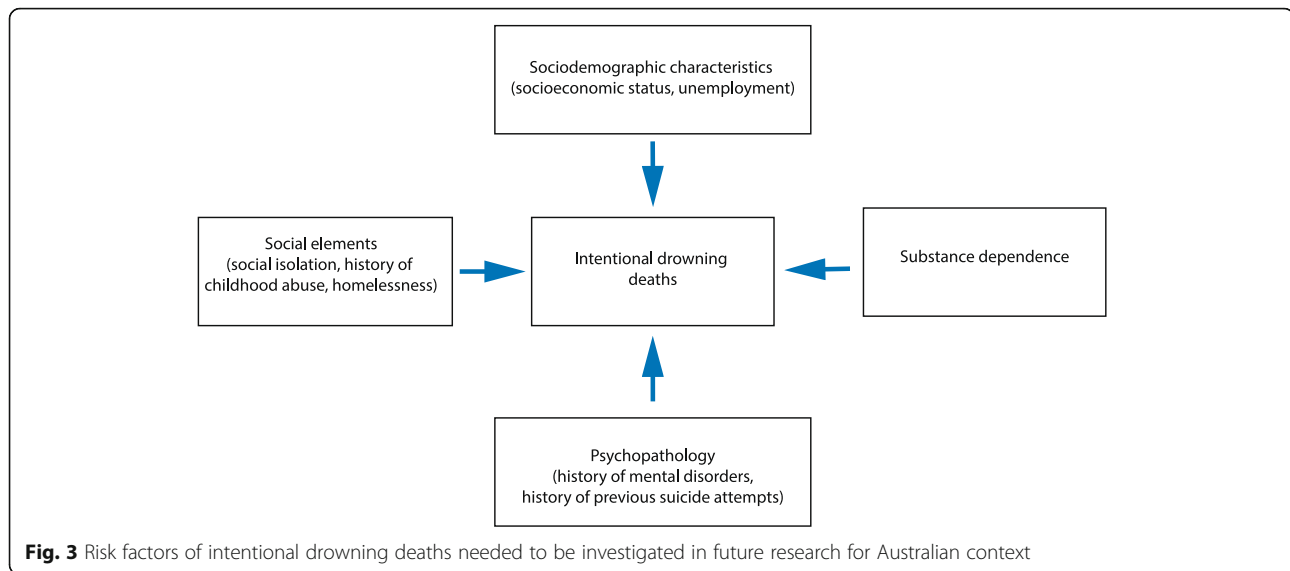 Sociodemographic characteristics
(socioeconomic status, unemployment)
Social elements
(social isolation, history of
childhood abuse, homelessness)
Intentional drowning
deaths
Substance dependence
Psychopathology
(history of mental disorders,
history of previous suicide attempts)
Fig. 3 Risk factors of intentional drowning deaths needed to be investigated in future research for Australian context